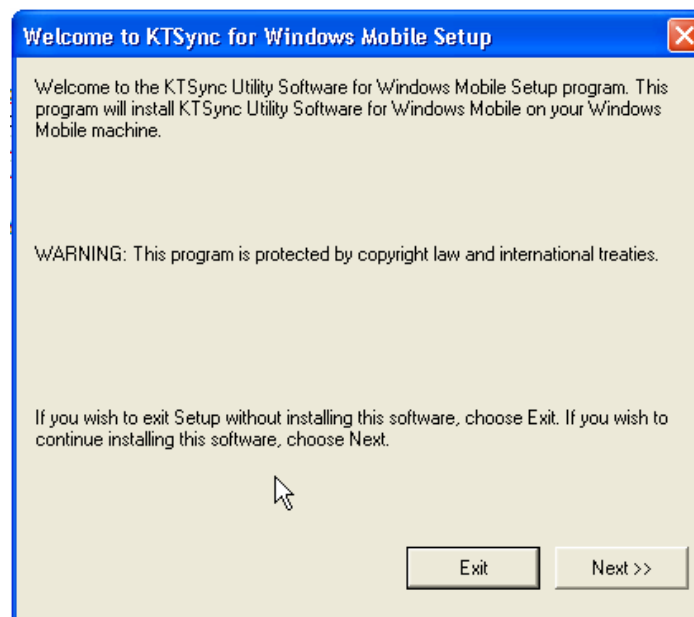 Welcome to KTSync for Windows Mobile Setup
Welcome to the KTSync Utility Software for Windows Mobile Setup program. This
program will install KTSync Utility Software for Windows Mobile on your Windows
Mobile machine.
WARNING: This program is protected by copyright law and international treaties.
If you wish to exit Setup without installing this software, choose Exit. If you wish to
continue installing this software, choose Next.
Exit
Next >>